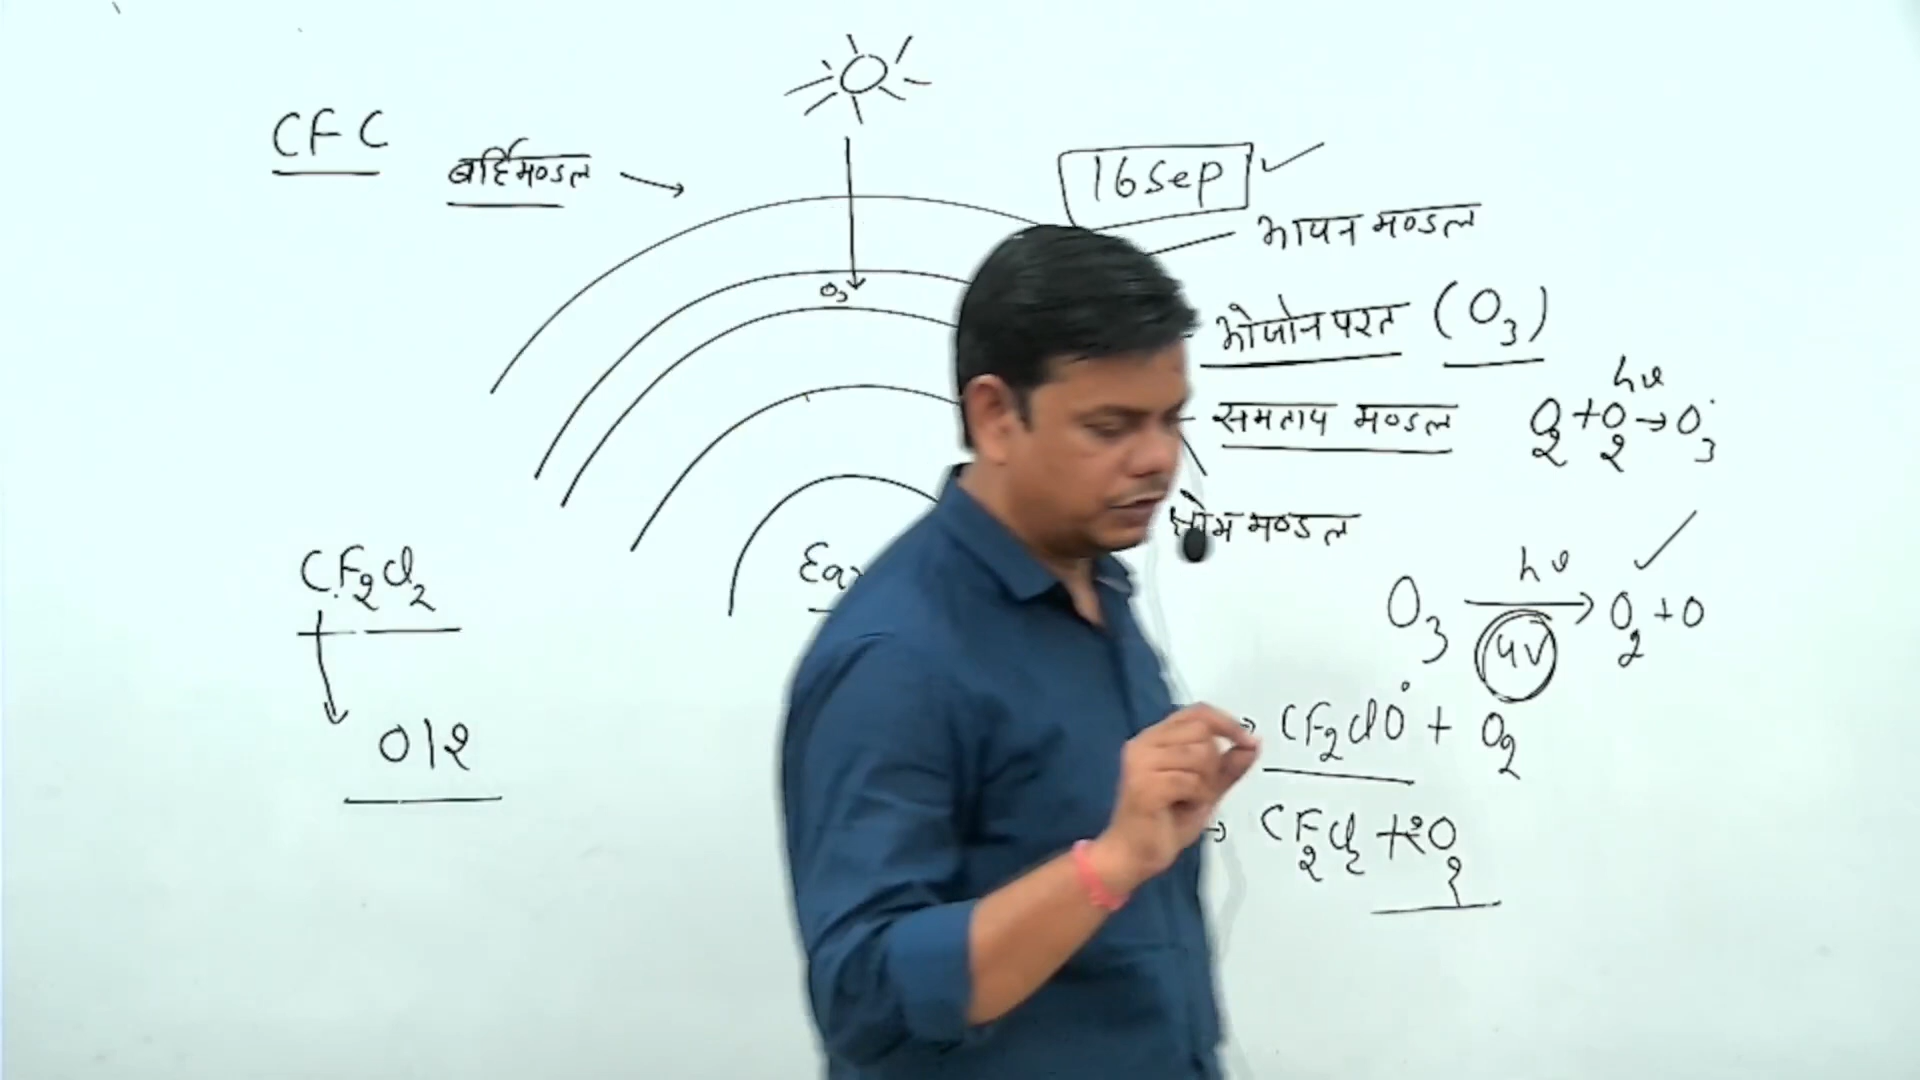 CFC
बर्हिमण्डल →
16 Sep ✓
आयन मण्डल
O3
ओजोन परत (O3)
समताप मण्डल
O2 + O2 → O3
hν
क्षोभ मण्डल
CF2Cl2
O3 → O2 + O
hν
UV
→ CF2ClO• + O2
012
→ CF2Cl2 + 2O2